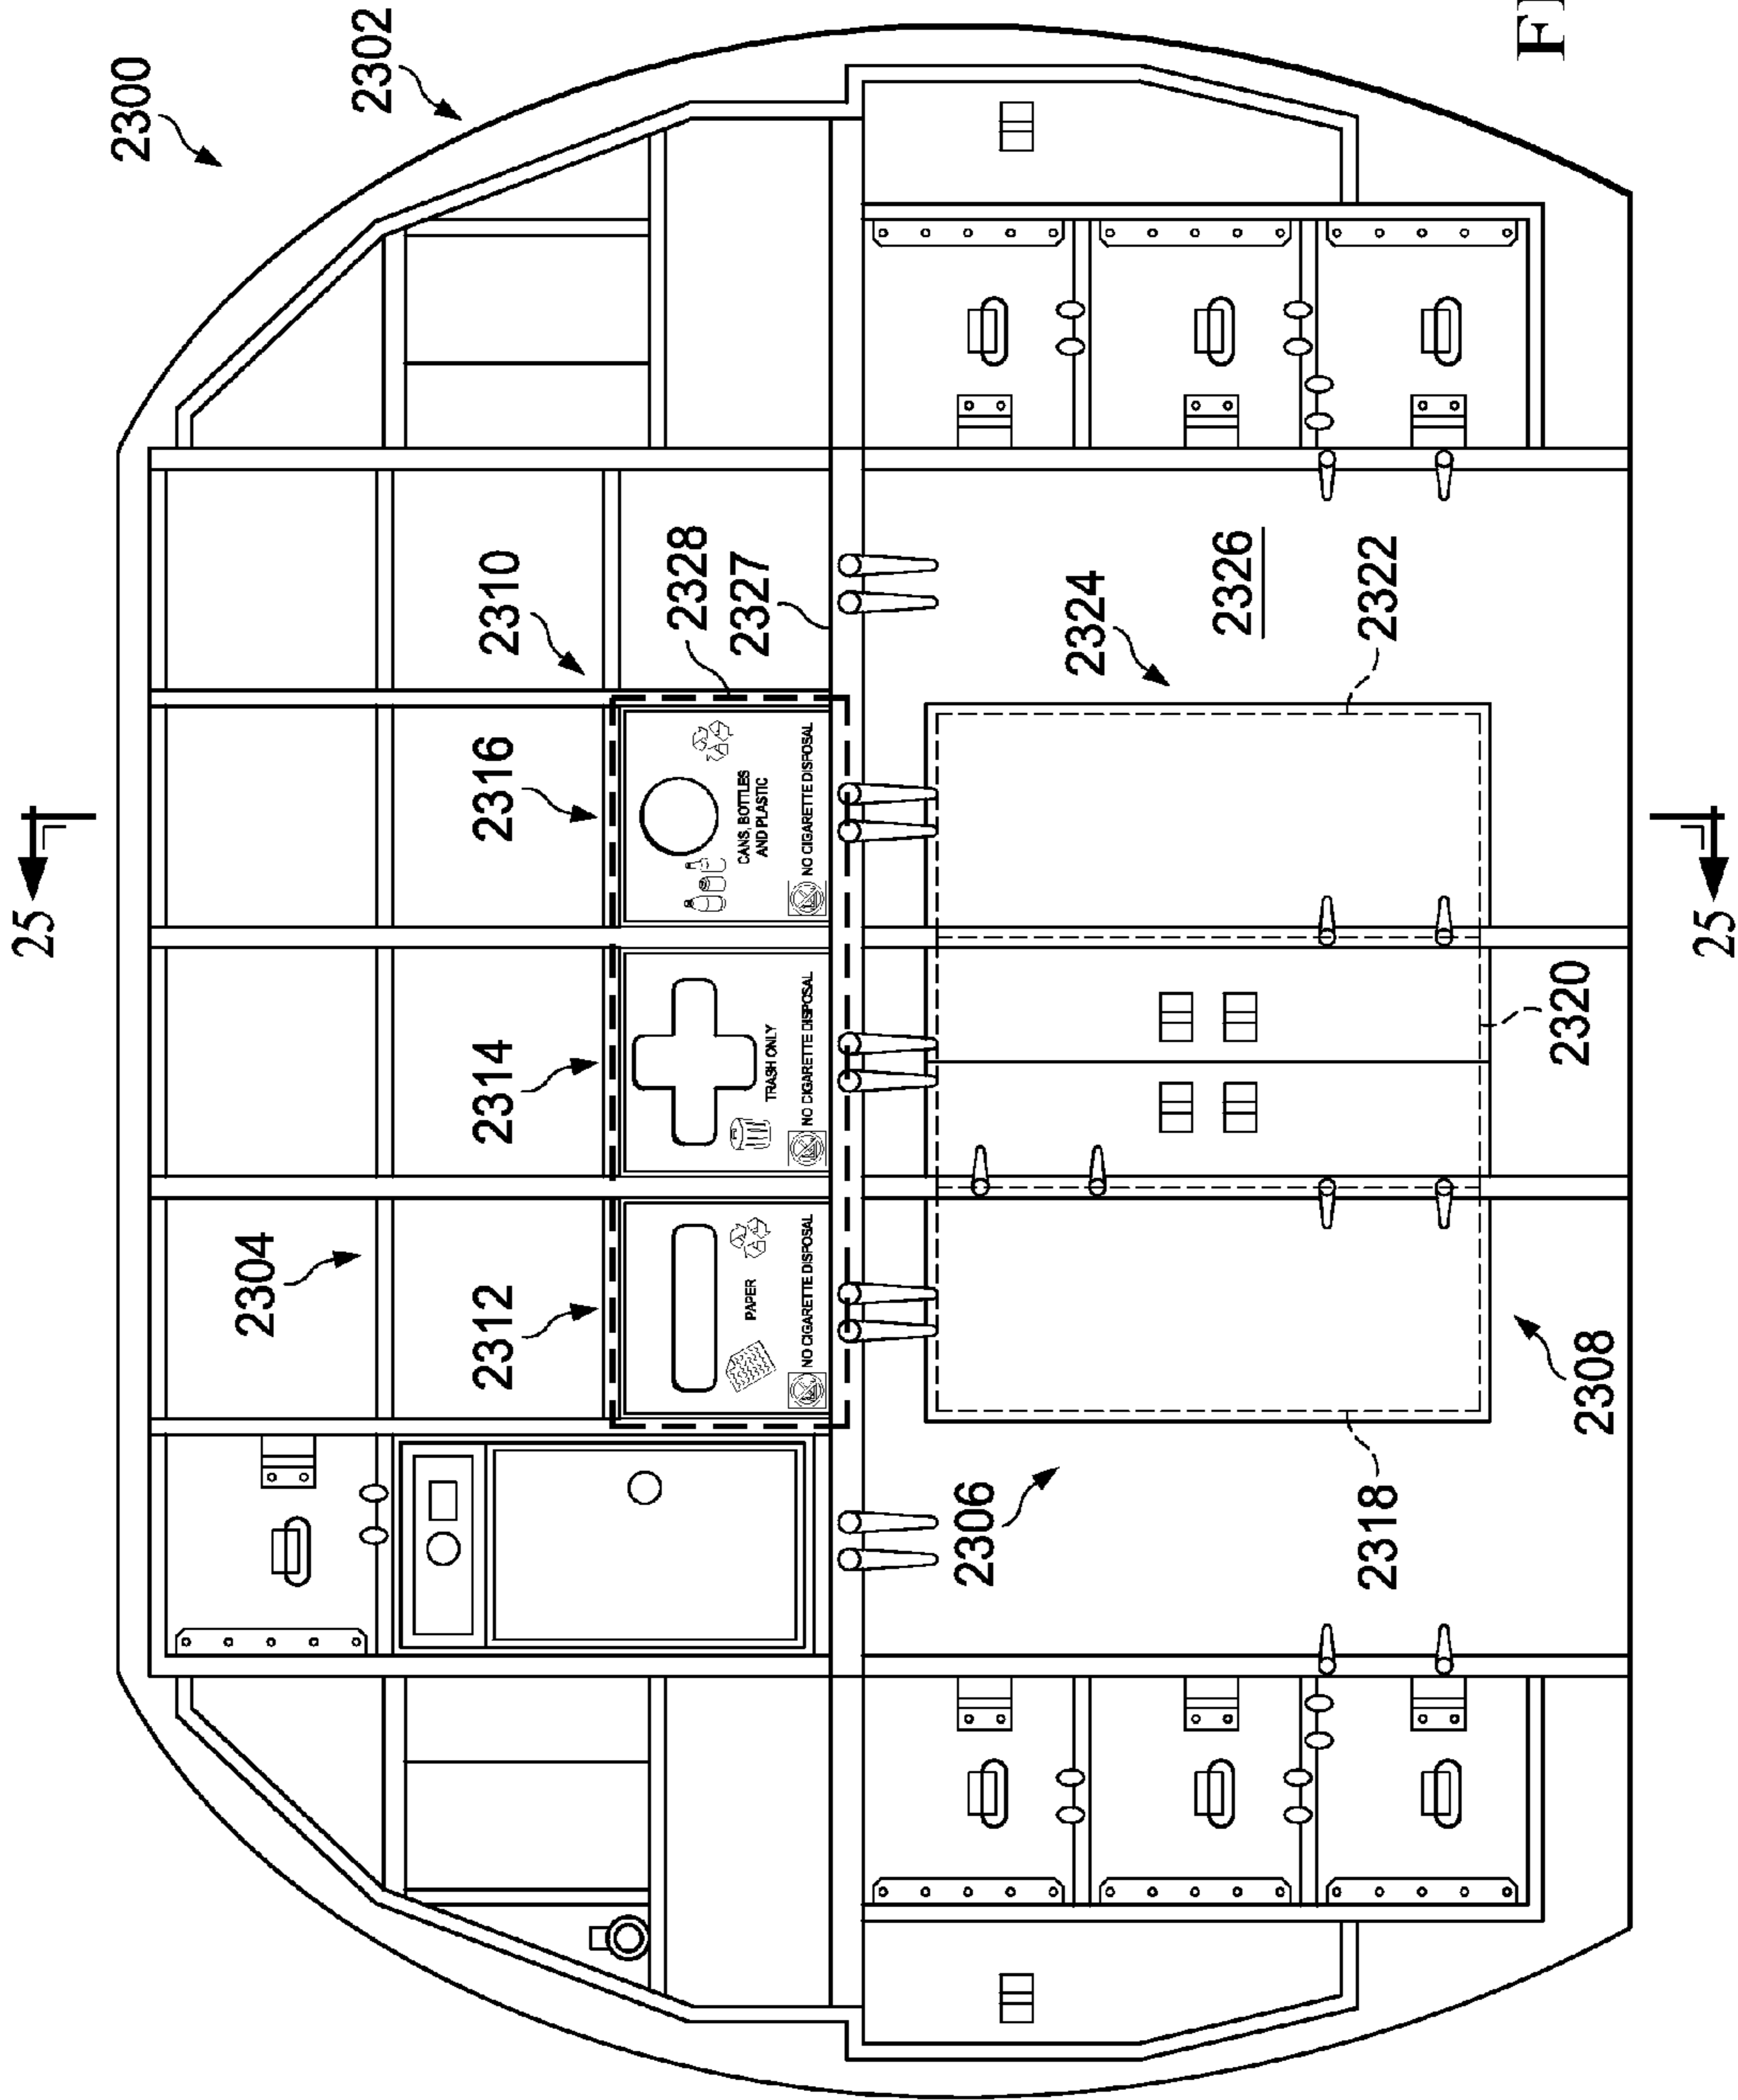 2300
2302
25
25
2304
2310
2312
2314
2316
2328
2327
PAPER
NO CIGARETTE DISPOSAL
TRASH ONLY
NO CIGARETTE DISPOSAL
CANS, BOTTLES
AND PLASTIC
NO CIGARETTE DISPOSAL
2306
2324
2326
2318
2322
2320
2308
F